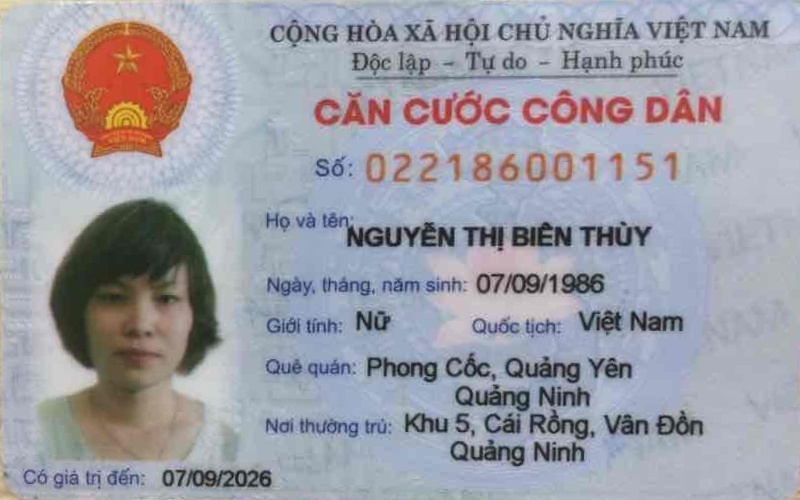 CỘNG HÒA XÃ HỘI CHỦ NGHĨA VIỆT NAM
Độc lập - Tự do - Hạnh phúc
CĂN CƯỚC CÔNG DÂN
Số: 022186001151
Họ và tên: NGUYỄN THỊ BIÊN THÙY
Ngày, tháng, năm sinh: 07/09/1986
Giới tính: Nữ Quốc tịch: Việt Nam
Quê quán: Phong Cốc, Quảng Yên
Quảng Ninh
Nơi thường trú: Khu 5, Cái Rồng, Vân Đồn
Quảng Ninh
Có giá trị đến: 07/09/2026